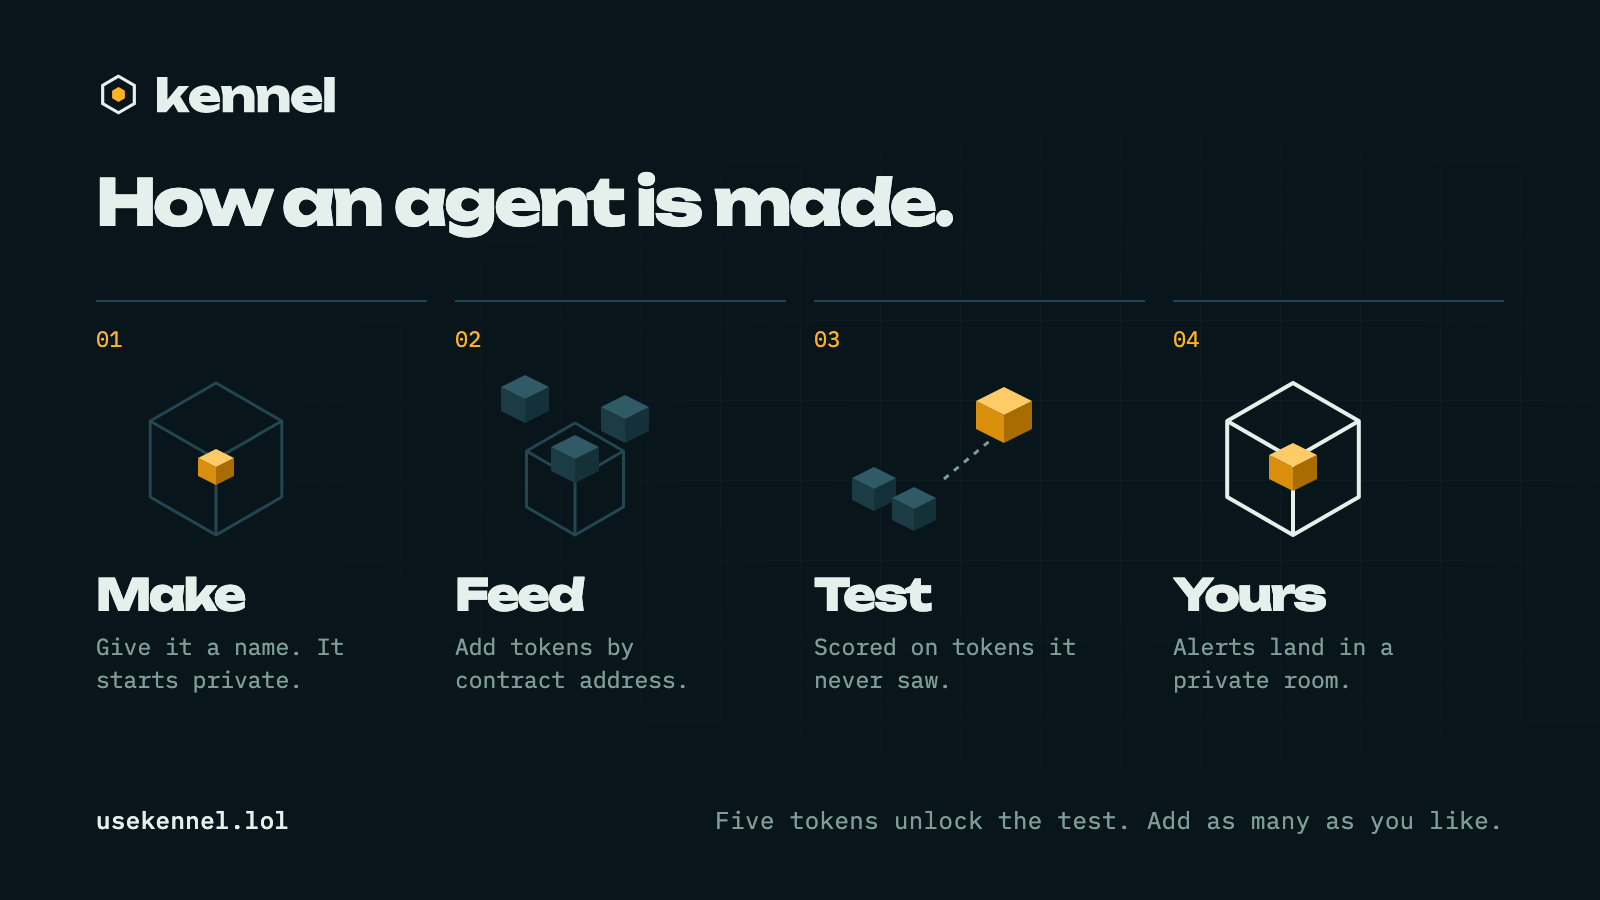 kennel
How an agent is made.
01
Make
Give it a name. It
starts private.
02
Feed
Add tokens by
contract address.
03
Test
Scored on tokens it
never saw.
04
Yours
Alerts land in a
private room.
usekennel.lol
Five tokens unlock the test. Add as many as you like.